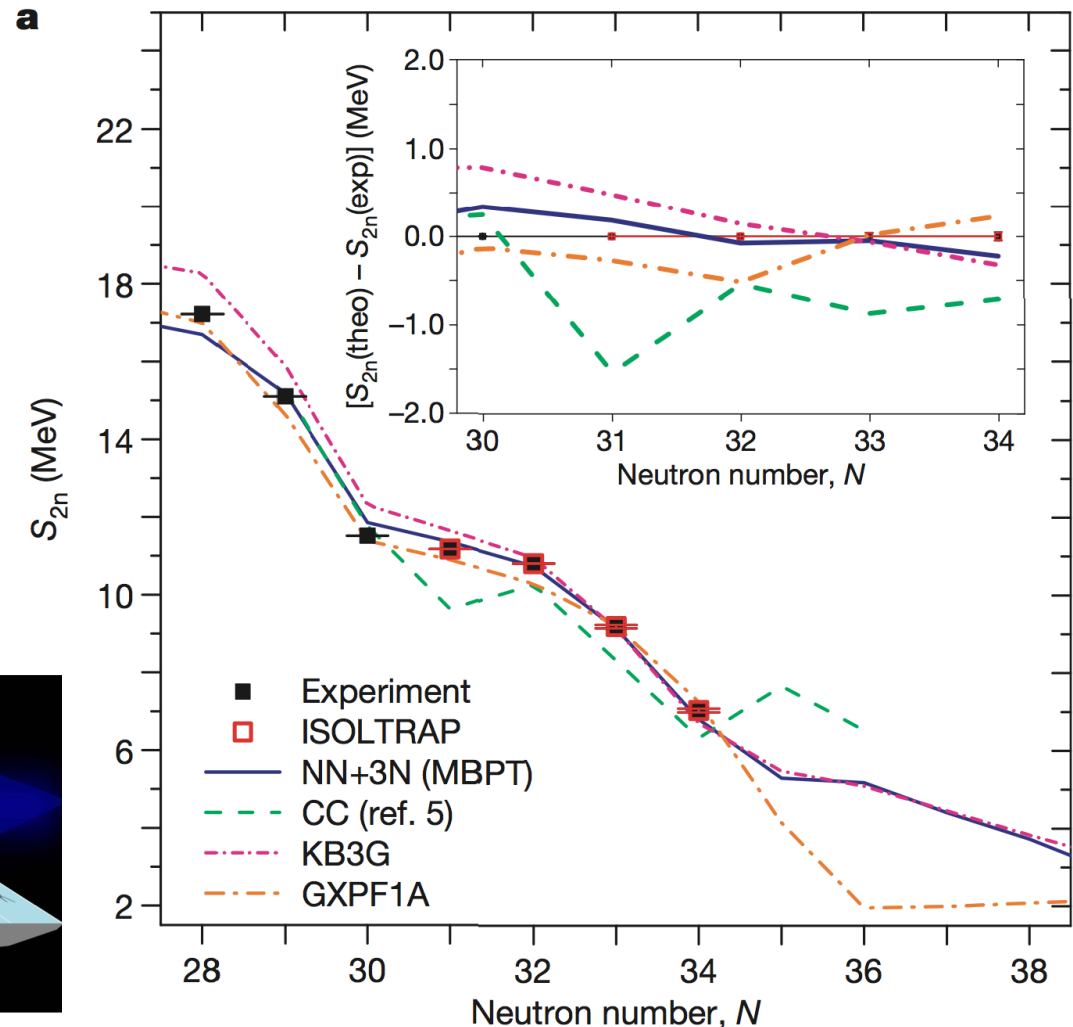 a
22
18
14
10
6
2
S2n (MeV)
28
30
32
34
36
38
Neutron number, N
Experiment
ISOLTRAP
NN+3N (MBPT)
CC (ref. 5)
KB3G
GXPF1A
2.0
1.0
0.0
−1.0
−2.0
[S2n(theo) − S2n(exp)] (MeV)
30
31
32
33
34
Neutron number, N